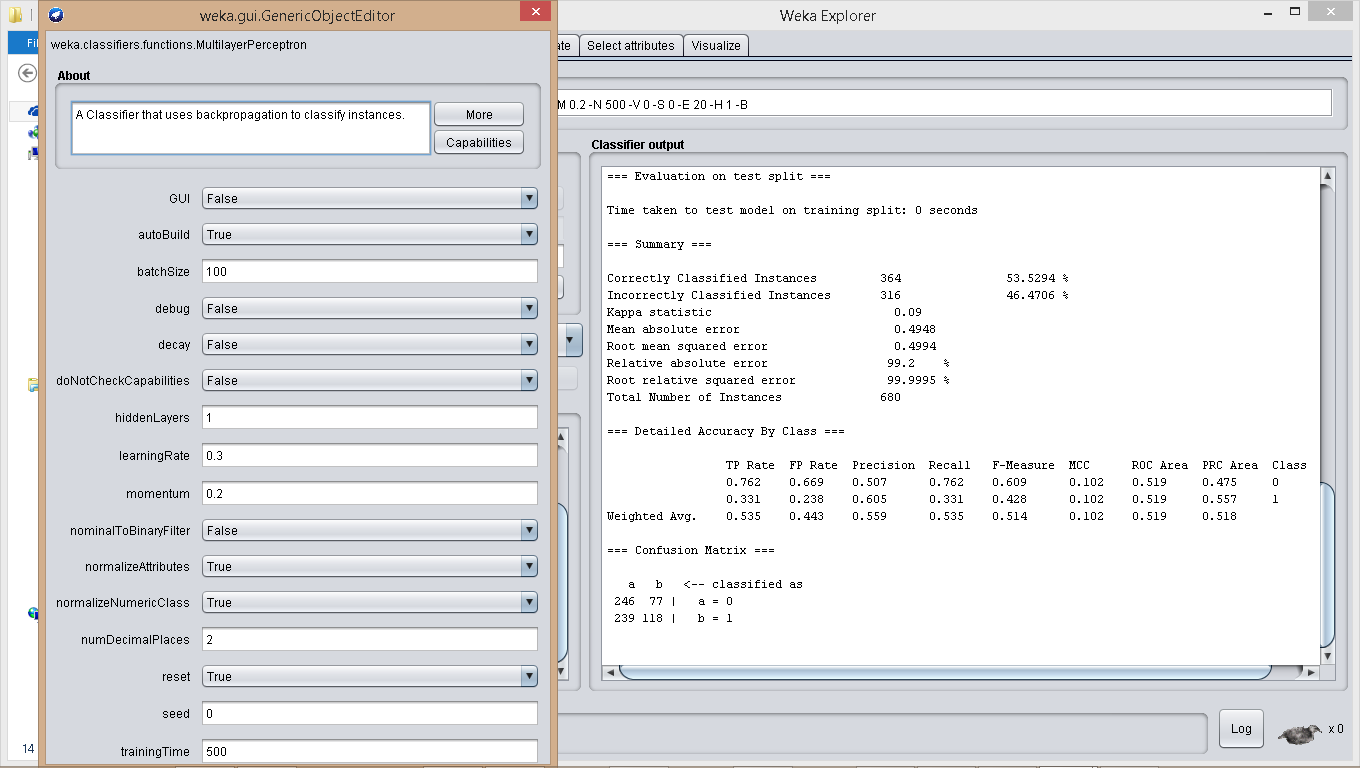 weka.gui.GenericObjectEditor
Weka Explorer
weka.classifiers.functions.MultilayerPerceptron
About
A Classifier that uses backpropagation to classify instances.
More
Capabilities
GUI False
autoBuild True
batchSize 100
debug False
decay False
doNotCheckCapabilities False
hiddenLayers 1
learningRate 0.3
momentum 0.2
nominalToBinaryFilter False
normalizeAttributes True
normalizeNumericClass True
numDecimalPlaces 2
reset True
seed 0
trainingTime 500
14
Select attributes
Visualize
M 0.2 -N 500 -V 0 -S 0 -E 20 -H 1 -B
Classifier output
=== Evaluation on test split ===
Time taken to test model on training split: 0 seconds
=== Summary ===
Correctly Classified Instances 364 53.5294 %
Incorrectly Classified Instances 316 46.4706 %
Kappa statistic 0.09
Mean absolute error 0.4948
Root mean squared error 0.4994
Relative absolute error 99.2 %
Root relative squared error 99.9995 %
Total Number of Instances 680
=== Detailed Accuracy By Class ===
TP Rate FP Rate Precision Recall F-Measure MCC ROC Area PRC Area Class
0.762 0.669 0.507 0.762 0.609 0.102 0.519 0.475 0
0.331 0.238 0.605 0.331 0.428 0.102 0.519 0.557 1
Weighted Avg. 0.535 0.443 0.559 0.535 0.514 0.102 0.519 0.518
=== Confusion Matrix ===
a b <-- classified as
246 77 | a = 0
239 118 | b = 1
Log
x 0